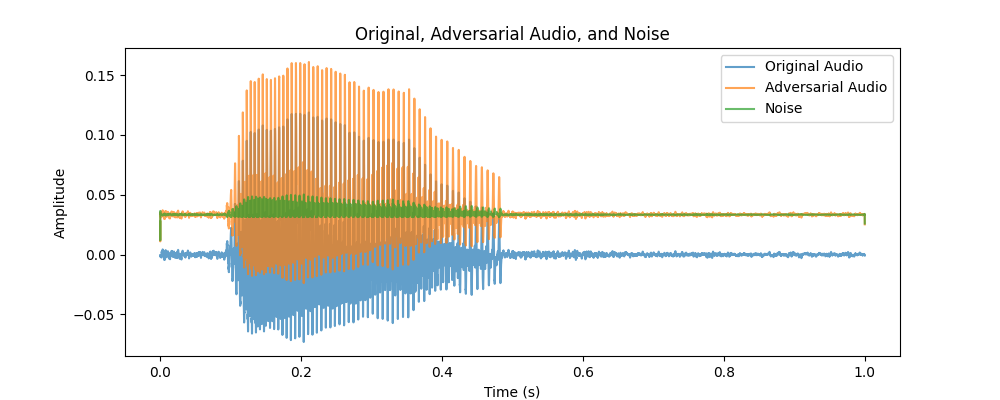 Original, Adversarial Audio, and Noise
Original Audio
Adversarial Audio
Noise
Amplitude
0.15
0.10
0.05
0.00
−0.05
0.0 0.2 0.4 0.6 0.8 1.0
Time (s)